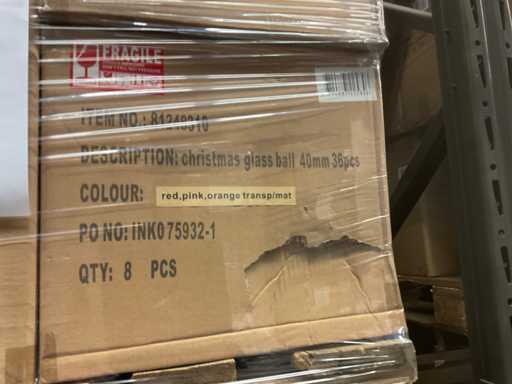 FRAGILE
ITEM NO.: 81248310
DESCRIPTION: christmas glass ball 40mm 36pcs
COLOUR: red,pink,orange transp/mat
PO NO: INK0 75932-1
QTY: 8 PCS